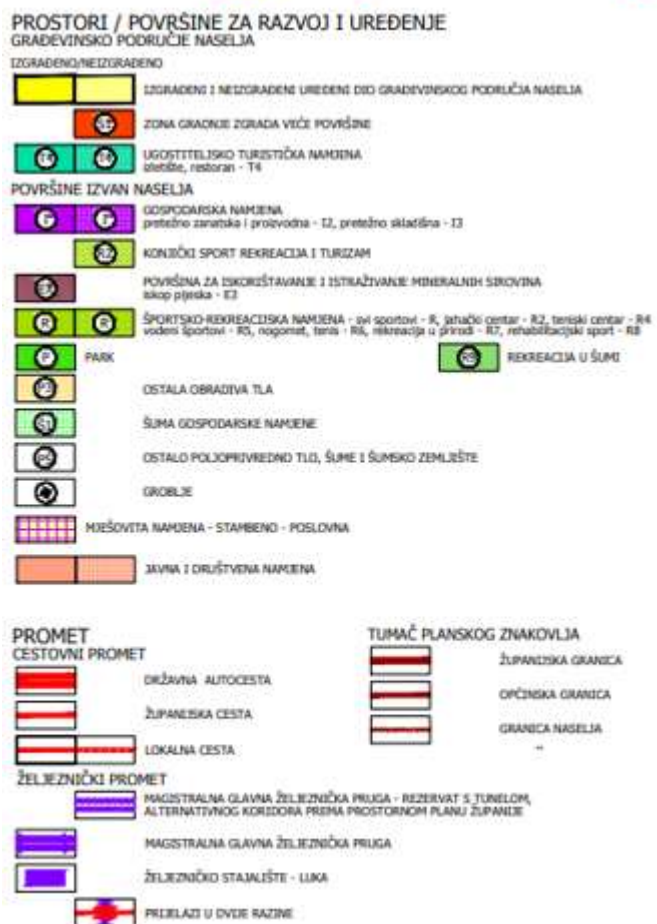 PROSTORI / POVRŠINE ZA RAZVOJ I UREĐENJE
GRAĐEVINSKO PODRUČJE NASELJA
IZGRAĐENO/NEIZGRAĐENO
IZGRAĐENI I NEIZGRAĐENI UREĐENI DIO GRAĐEVINSKOG PODRUČJA NASELJA
ZONA GRADNJE ZGRADA VEĆE POVRŠINE
T4 T4 UGOSTITELJSKO TURISTIČKA NAMJENA
izletište, restoran - T4
POVRŠINE IZVAN NASELJA
GOSPODARSKA NAMJENA
pretežno zanatska i proizvodna - I2, pretežno skladišna - I3
R2 KONJIČKI SPORT REKREACIJA I TURIZAM
E3 POVRŠINA ZA ISKORIŠTAVANJE I ISTRAŽIVANJE MINERALNIH SIROVINA
iskop pijeska - E3
R R ŠPORTSKO-REKREACIJSKA NAMJENA - svi sportovi - R, jahački centar - R2, teniski centar - R4
vodeni športovi - R5, nogomet, tenis - R6, rekreacija u prirodi - R7, rehabilitacijski sport - R8
P PARK
REKREACIJA U ŠUMI
P3 OSTALA OBRADIVA TLA
Š1 ŠUMA GOSPODARSKE NAMJENE
PŠ OSTALO POLJOPRIVREDNO TLO, ŠUME I ŠUMSKO ZEMLJIŠTE
GROBLJE
MJEŠOVITA NAMJENA - STAMBENO - POSLOVNA
JAVNA I DRUŠTVENA NAMJENA
PROMET
CESTOVNI PROMET
DRŽAVNA AUTOCESTA
ŽUPANIJSKA CESTA
LOKALNA CESTA
TUMAČ PLANSKOG ZNAKOVLJA
ŽUPANIJSKA GRANICA
OPĆINSKA GRANICA
GRANICA NASELJA
ŽELJEZNIČKI PROMET
MAGISTRALNA GLAVNA ŽELJEZNIČKA PRUGA - REZERVAT S TUNELOM,
ALTERNATIVNOG KORIDORA PREMA PROSTORNOM PLANU ŽUPANIJE
MAGISTRALNA GLAVNA ŽELJEZNIČKA PRUGA
ŽELJEZNIČKO STAJALIŠTE - LUKA
PRIJELAZI U DVIJE RAZINE